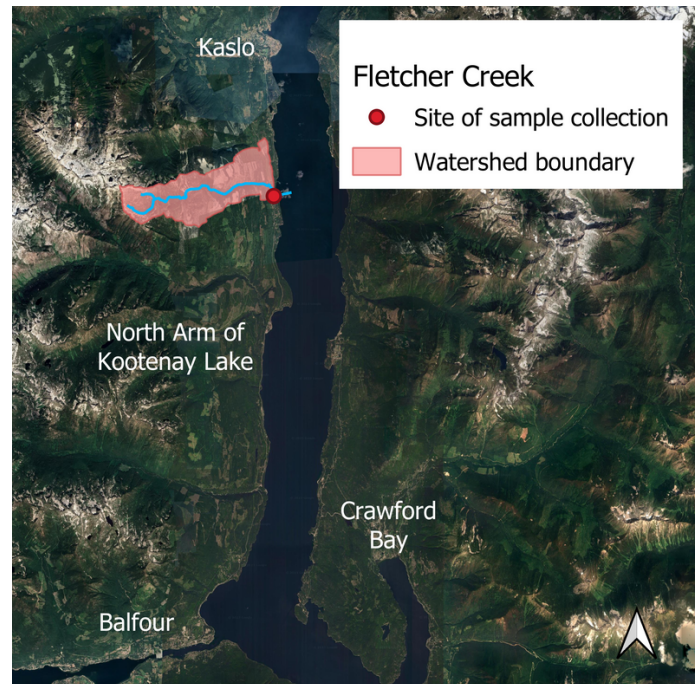 Kaslo
Fletcher Creek
Site of sample collection
Watershed boundary
North Arm of
Kootenay Lake
Crawford
Bay
Balfour